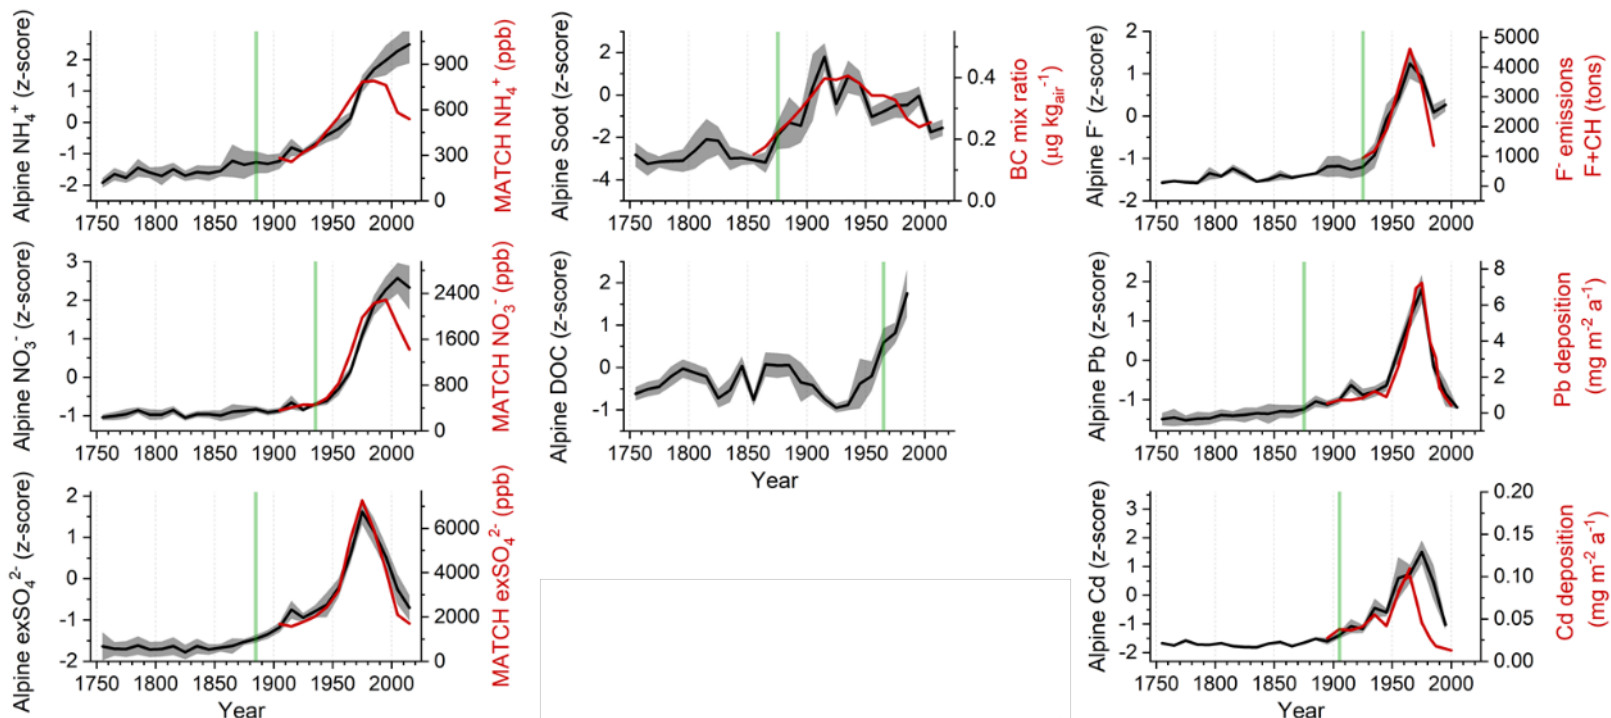 Alpine NH4+ (z-score)
2
1
0
-1
-2
900
600
300
0
MATCH NH4+ (ppb)
1750 1800 1850 1900 1950 2000
Alpine Soot (z-score)
2
0
-2
-4
0.4
0.2
0.0
BC mix ratio
(µg kgair-1)
1750 1800 1850 1900 1950 2000
Alpine F- (z-score)
2
1
0
-1
-2
5000
4000
3000
2000
1000
0
F- emissions
F+CH (tons)
1750 1800 1850 1900 1950 2000
Alpine NO3- (z-score)
3
2
1
0
-1
2400
1600
800
0
MATCH NO3- (ppb)
1750 1800 1850 1900 1950 2000
Alpine DOC (z-score)
2
1
0
-1
1750 1800 1850 1900 1950 2000
Year
Alpine Pb (z-score)
2
1
0
-1
8
6
4
2
0
Pb deposition
(mg m-2 a-1)
1750 1800 1850 1900 1950 2000
Alpine exSO42- (z-score)
2
1
0
-1
-2
6000
4000
2000
0
MATCH exSO42- (ppb)
1750 1800 1850 1900 1950 2000
Year
Alpine Cd (z-score)
3
2
1
0
-1
-2
0.20
0.15
0.10
0.05
0.00
Cd deposition
(mg m-2 a-1)
1750 1800 1850 1900 1950 2000
Year